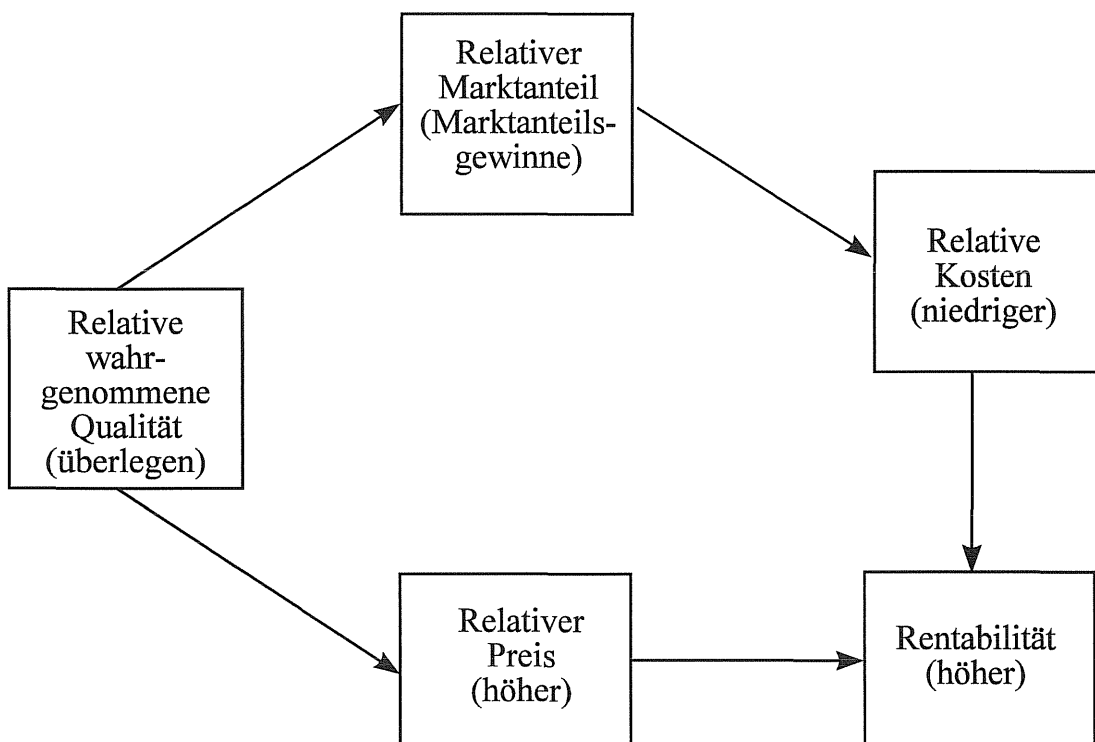 Relativer
Marktanteil
(Marktanteils-
gewinne)
Relative
Kosten
(niedriger)
Relative
wahr-
genommene
Qualität
(überlegen)
Relativer
Preis
(höher)
Rentabilität
(höher)